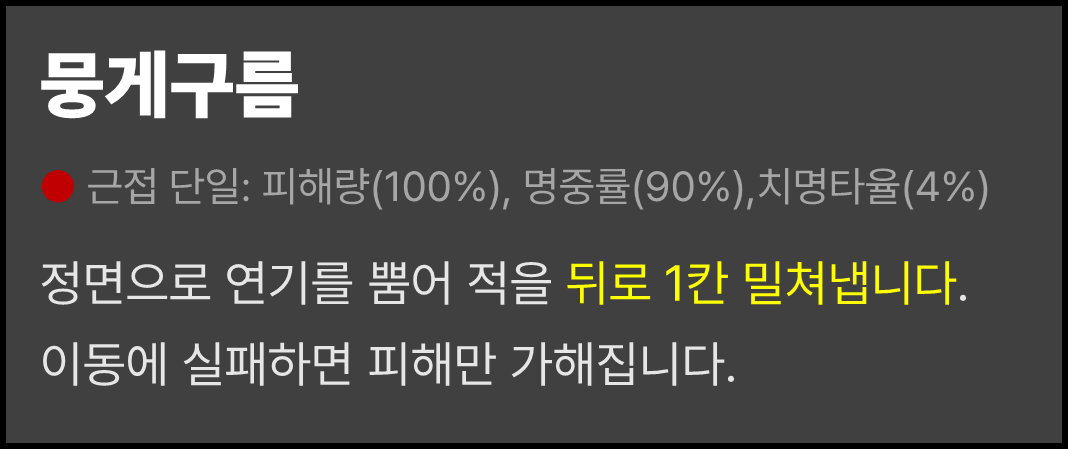 뭉게구름
근접 단일: 피해량(100%), 명중률(90%),치명타율(4%)
정면으로 연기를 뿜어 적을 뒤로 1칸 밀쳐냅니다.
이동에 실패하면 피해만 가해집니다.